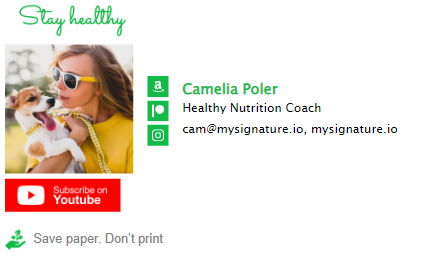 Stay healthy
Camelia Poler
Healthy Nutrition Coach
cam@mysignature.io, mysignature.io
Subscribe on
Youtube
Save paper. Don't print